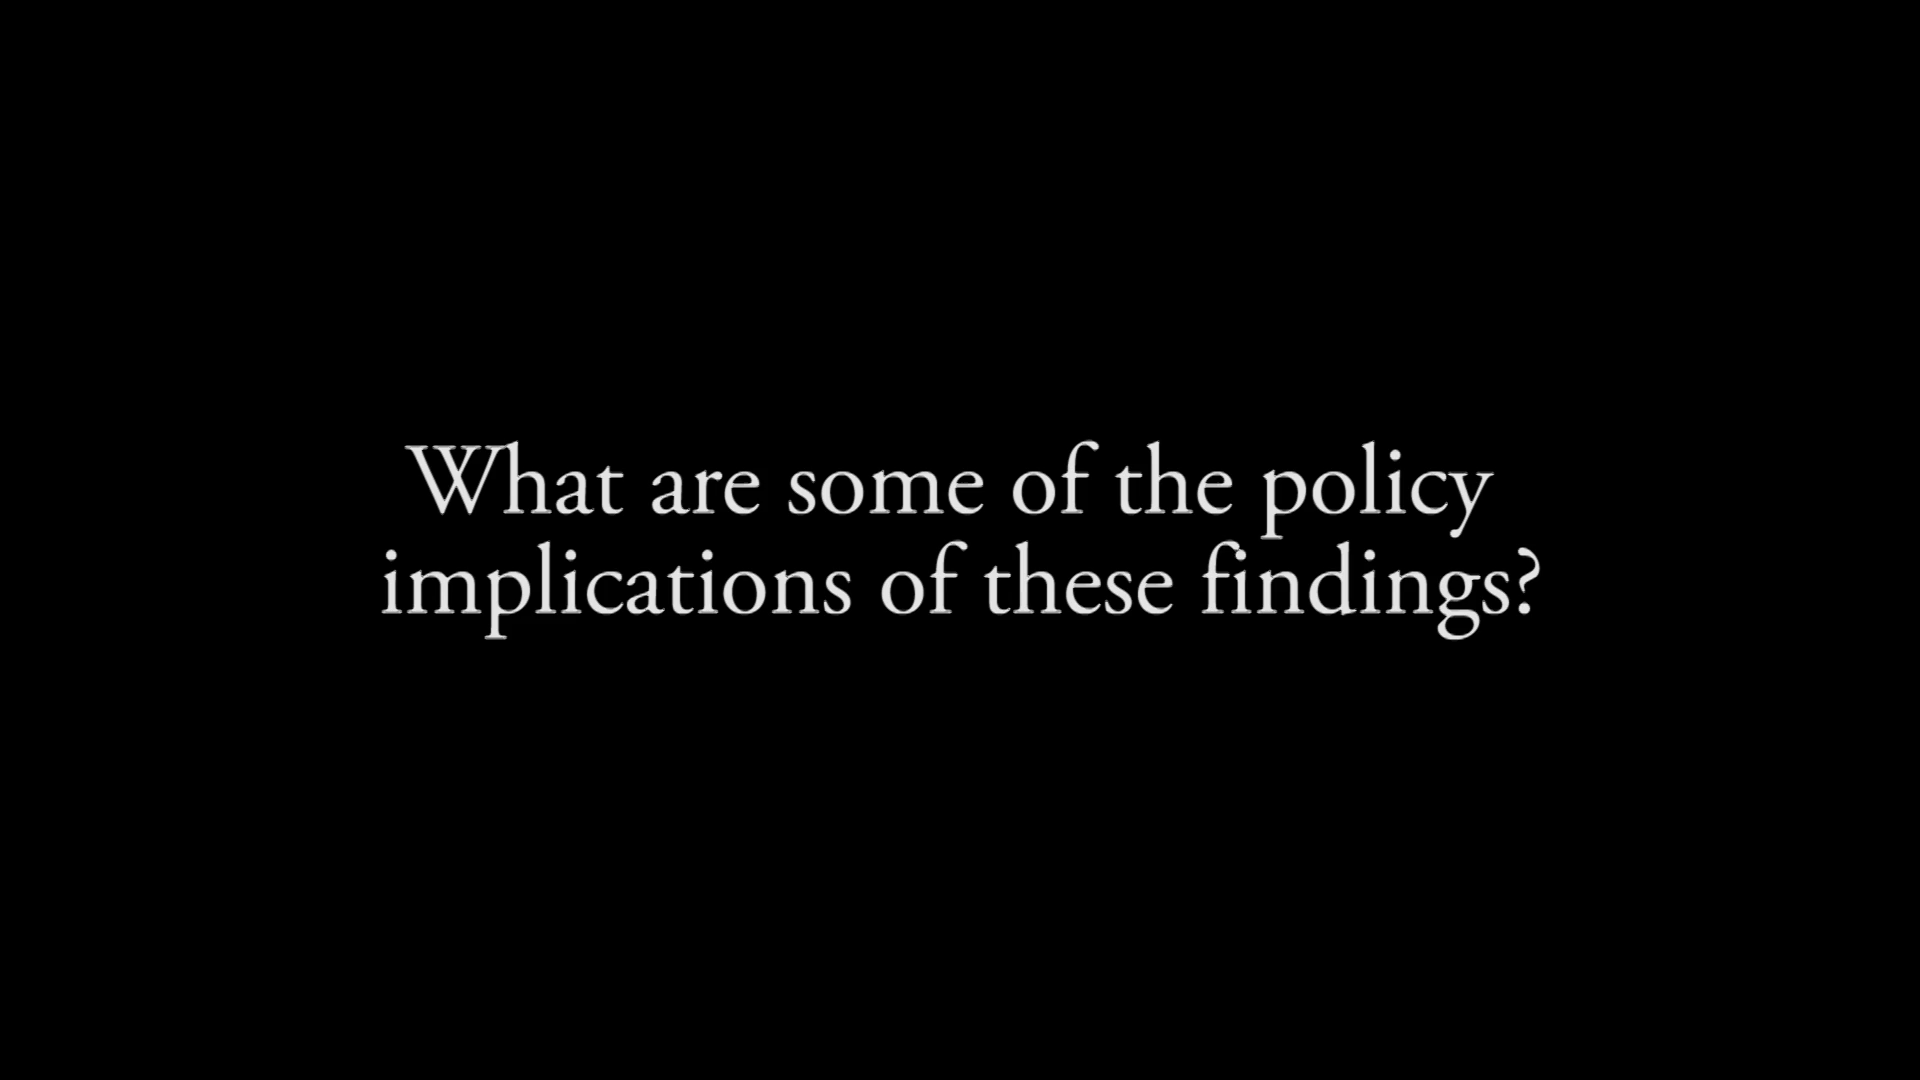 What are some of the policy
implications of these findings?